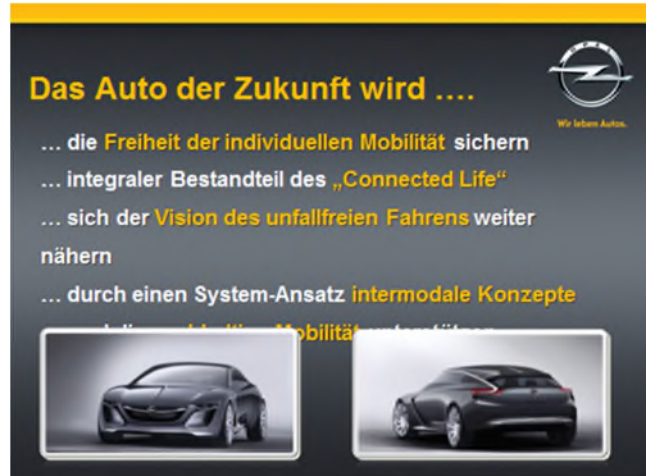 OPEL
Wir leben Autos.
Das Auto der Zukunft wird ....
... die Freiheit der individuellen Mobilität sichern
... integraler Bestandteil des „Connected Life“
... sich der Vision des unfallfreien Fahrens weiter
nähern
... durch einen System-Ansatz intermodale Konzepte
Mobilität